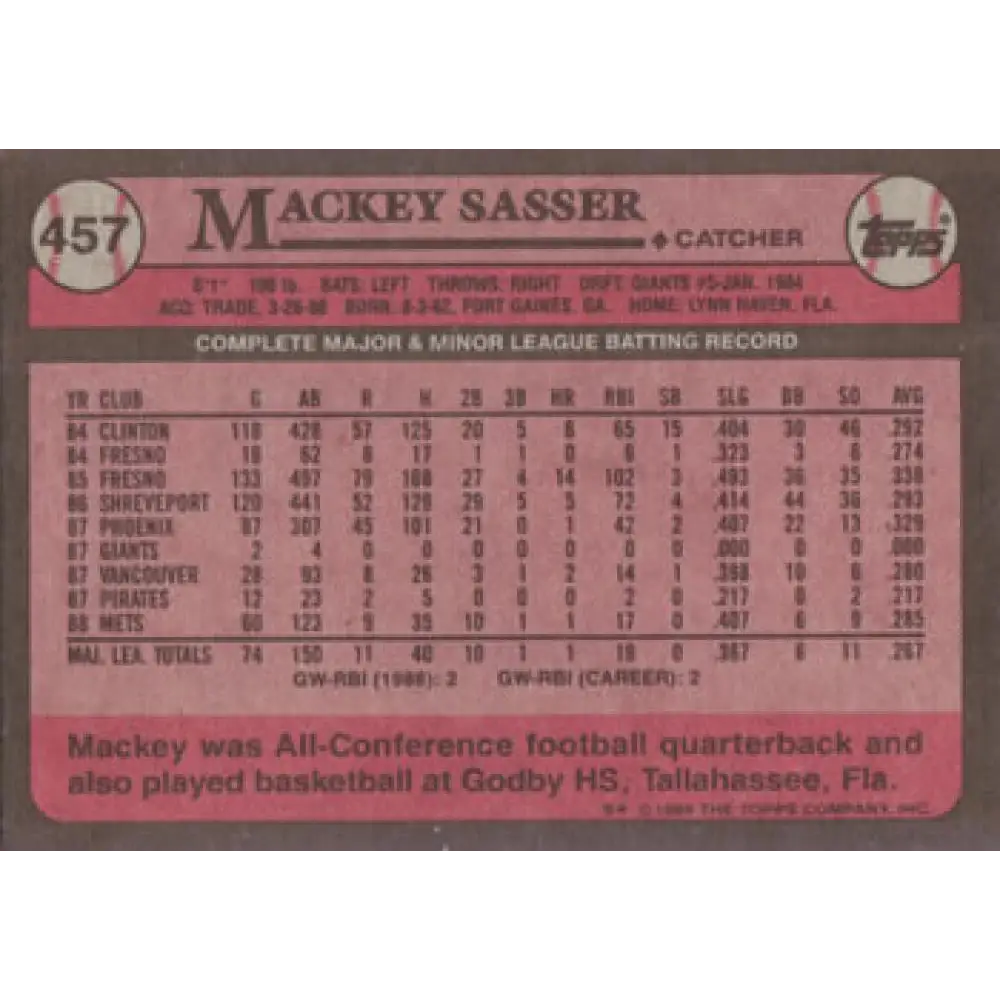 457
MACKEY SASSER
CATCHER
TOPPS®
6'1" 190 lb. BATS: LEFT THROWS: RIGHT DRFT: GIANTS #5-JAN. 1984
ACQ: TRADE, 3-26-88 BORN: 8-3-62, FORT GAINES, GA. HOME: LYNN HAVEN, FLA.
COMPLETE MAJOR & MINOR LEAGUE BATTING RECORD
YR CLUB G AB R H 2B 3B HR RBI SB SLG BB SO AVG
84 CLINTON 118 428 57 125 20 5 6 65 15 .404 30 46 .292
84 FRESNO 18 62 8 17 1 1 0 9 1 .323 3 6 .274
85 FRESNO 133 497 79 168 27 4 14 102 3 .493 36 35 .338
86 SHREVEPORT 120 441 52 129 29 5 5 72 4 .414 44 36 .293
87 PHOENIX 87 307 45 101 21 0 1 42 2 .407 22 13 .329
87 GIANTS 2 4 0 0 0 0 0 0 0 .000 0 0 .000
87 VANCOUVER 28 93 8 26 3 1 2 14 1 .398 10 6 .280
87 PIRATES 12 23 2 5 0 0 0 2 0 .217 0 2 .217
88 METS 60 123 9 35 10 1 1 17 0 .407 6 9 .285
MAJ. LEA. TOTALS 74 150 11 40 10 1 1 19 0 .367 6 11 .267
GW-RBI (1988): 2 GW-RBI (CAREER): 2
Mackey was All-Conference football quarterback and
also played basketball at Godby HS, Tallahassee, Fla.
© 1989 THE TOPPS COMPANY, INC.